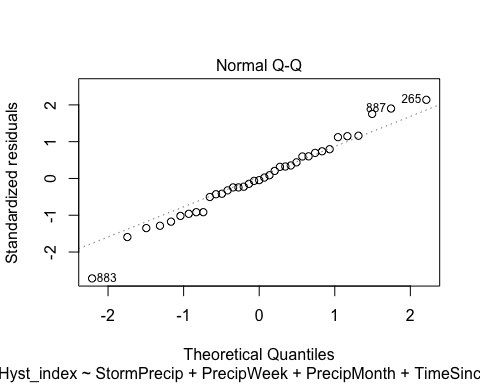 Normal Q-Q
Standardized residuals
2
1
0
-1
-2
265
887
883
-2 -1 0 1 2
Theoretical Quantiles
Hyst_index ~ StormPrecip + PrecipWeek + PrecipMonth + TimeSinc